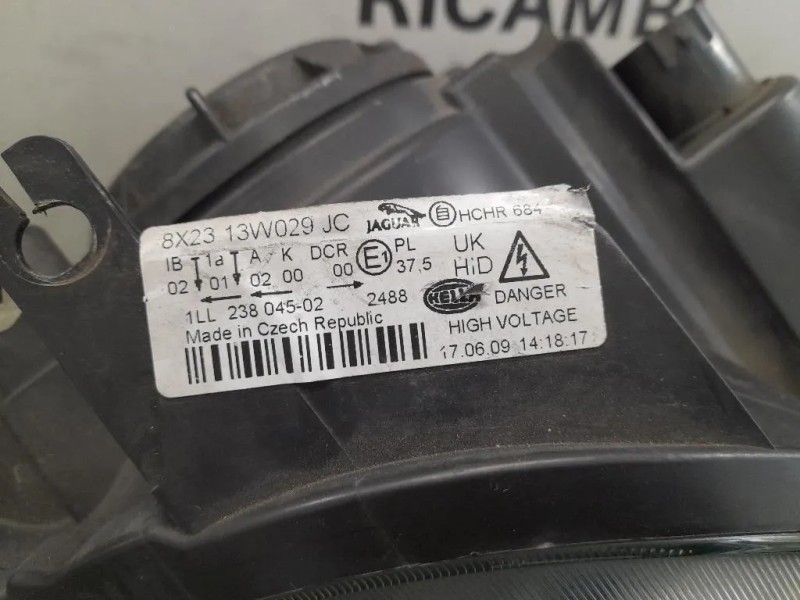 RICAMBI
8X23 13W029 JC JAGUAR HCHR 684
IB 1a A K DCR E1 PL UK
02 01 02 00 00 37,5 HiD
1LL 238 045-02 2488 HELLA DANGER
Made in Czech Republic HIGH VOLTAGE
17.06.09 14:18:17